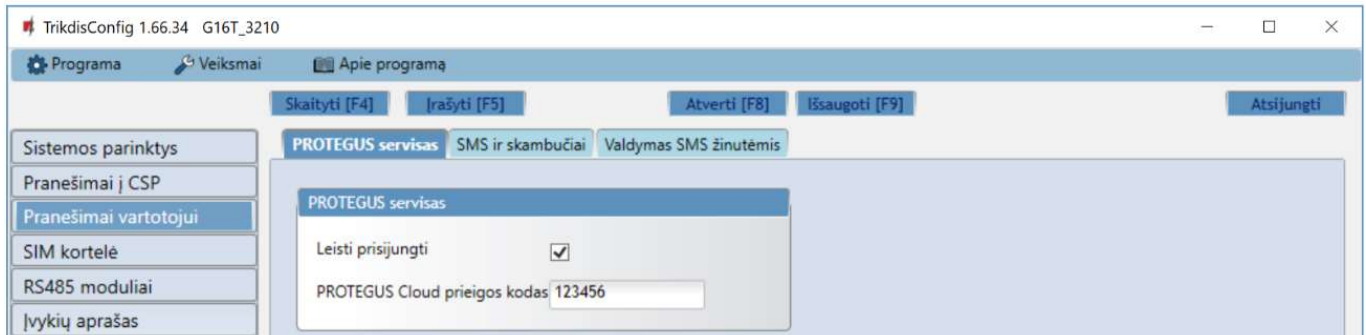 TrikdisConfig 1.66.34 G16T_3210
Programa Veiksmai Apie programą
Skaityti [F4] Įrašyti [F5] Atverti [F8] Išsaugoti [F9] Atsijungti
Sistemos parinktys
Pranešimai į CSP
Pranešimai vartotojui
SIM kortelė
RS485 moduliai
Įvykių aprašas
PROTEGUS servisas SMS ir skambučiai Valdymas SMS žinutėmis
PROTEGUS servisas
Leisti prisijungti
PROTEGUS Cloud prieigos kodas 123456